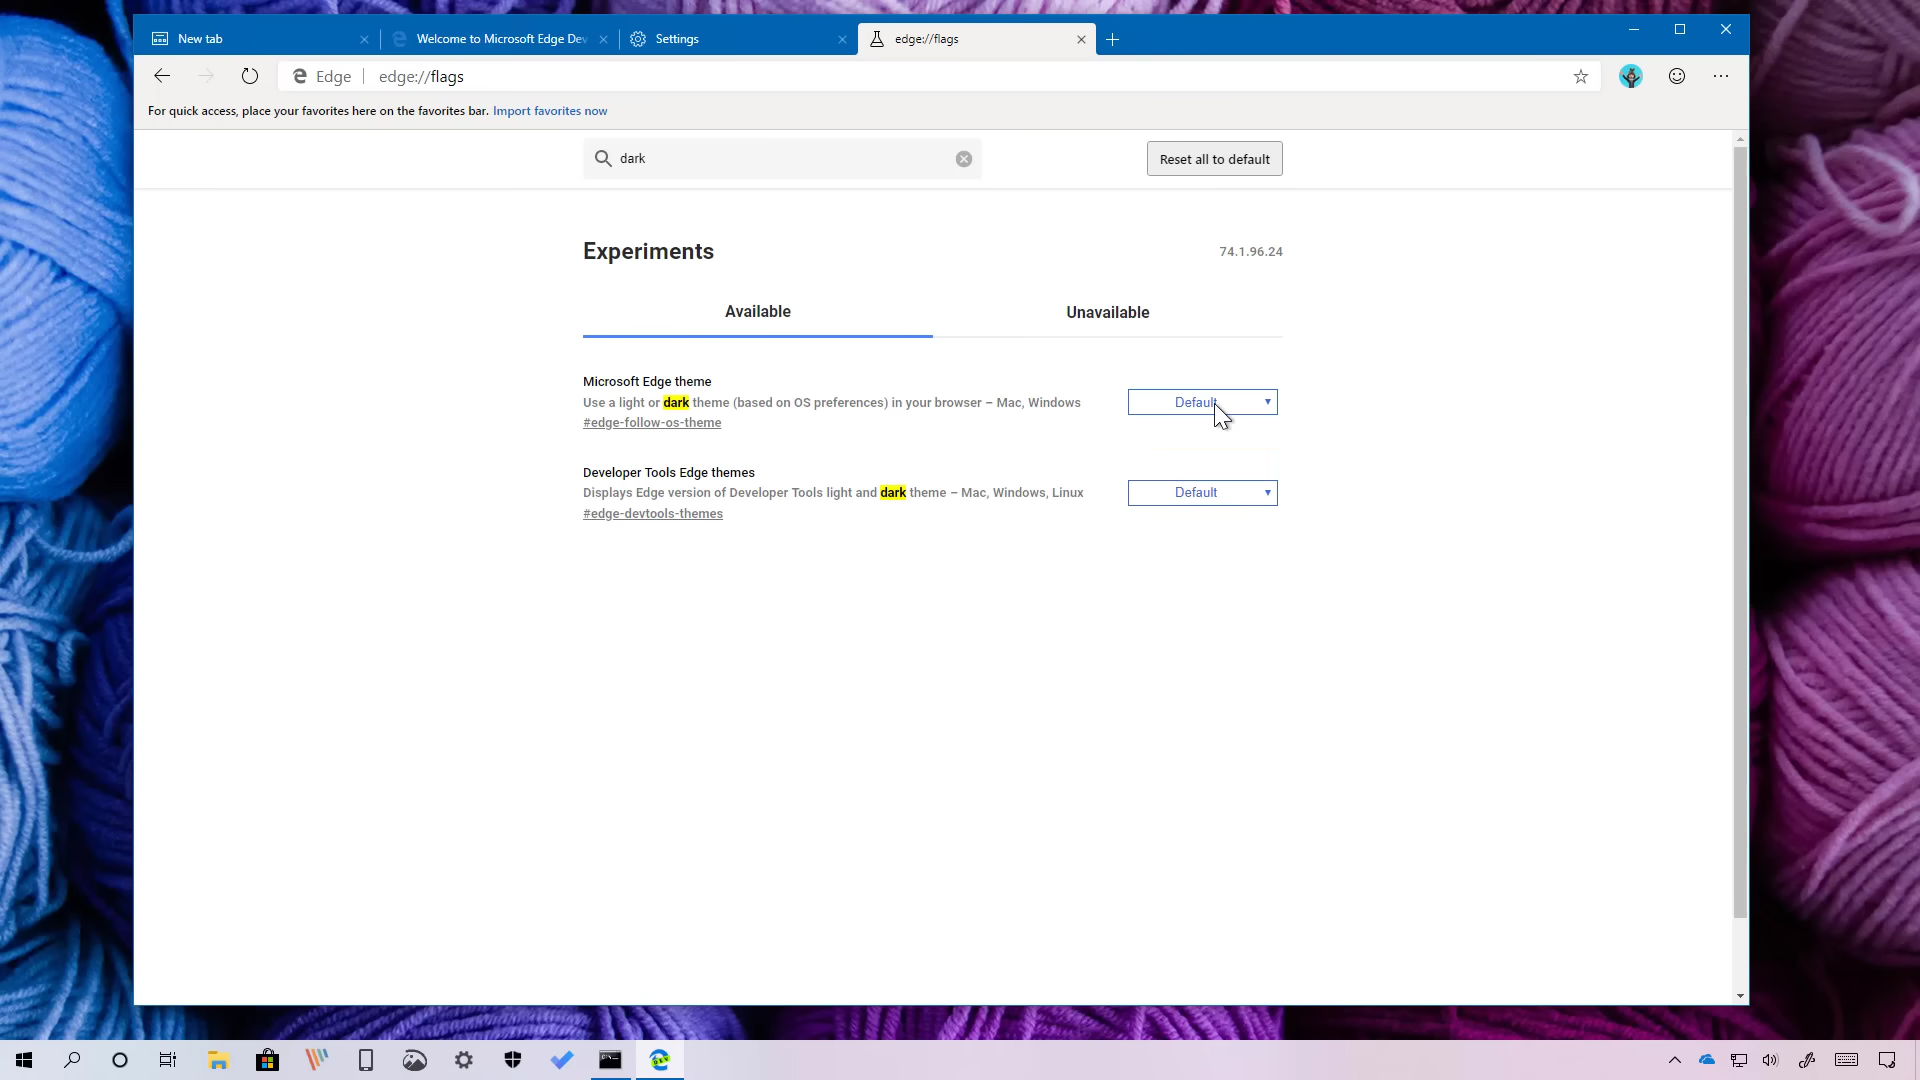 New tab
Welcome to Microsoft Edge Dev
Settings
edge://flags
Edge
edge://flags
For quick access, place your favorites here on the favorites bar. Import favorites now
dark
Reset all to default
Experiments
74.1.96.24
Available
Unavailable
Microsoft Edge theme
Use a light or dark theme (based on OS preferences) in your browser – Mac, Windows
#edge-follow-os-theme
Default
Developer Tools Edge themes
Displays Edge version of Developer Tools light and dark theme – Mac, Windows, Linux
#edge-devtools-themes
Default
DEV